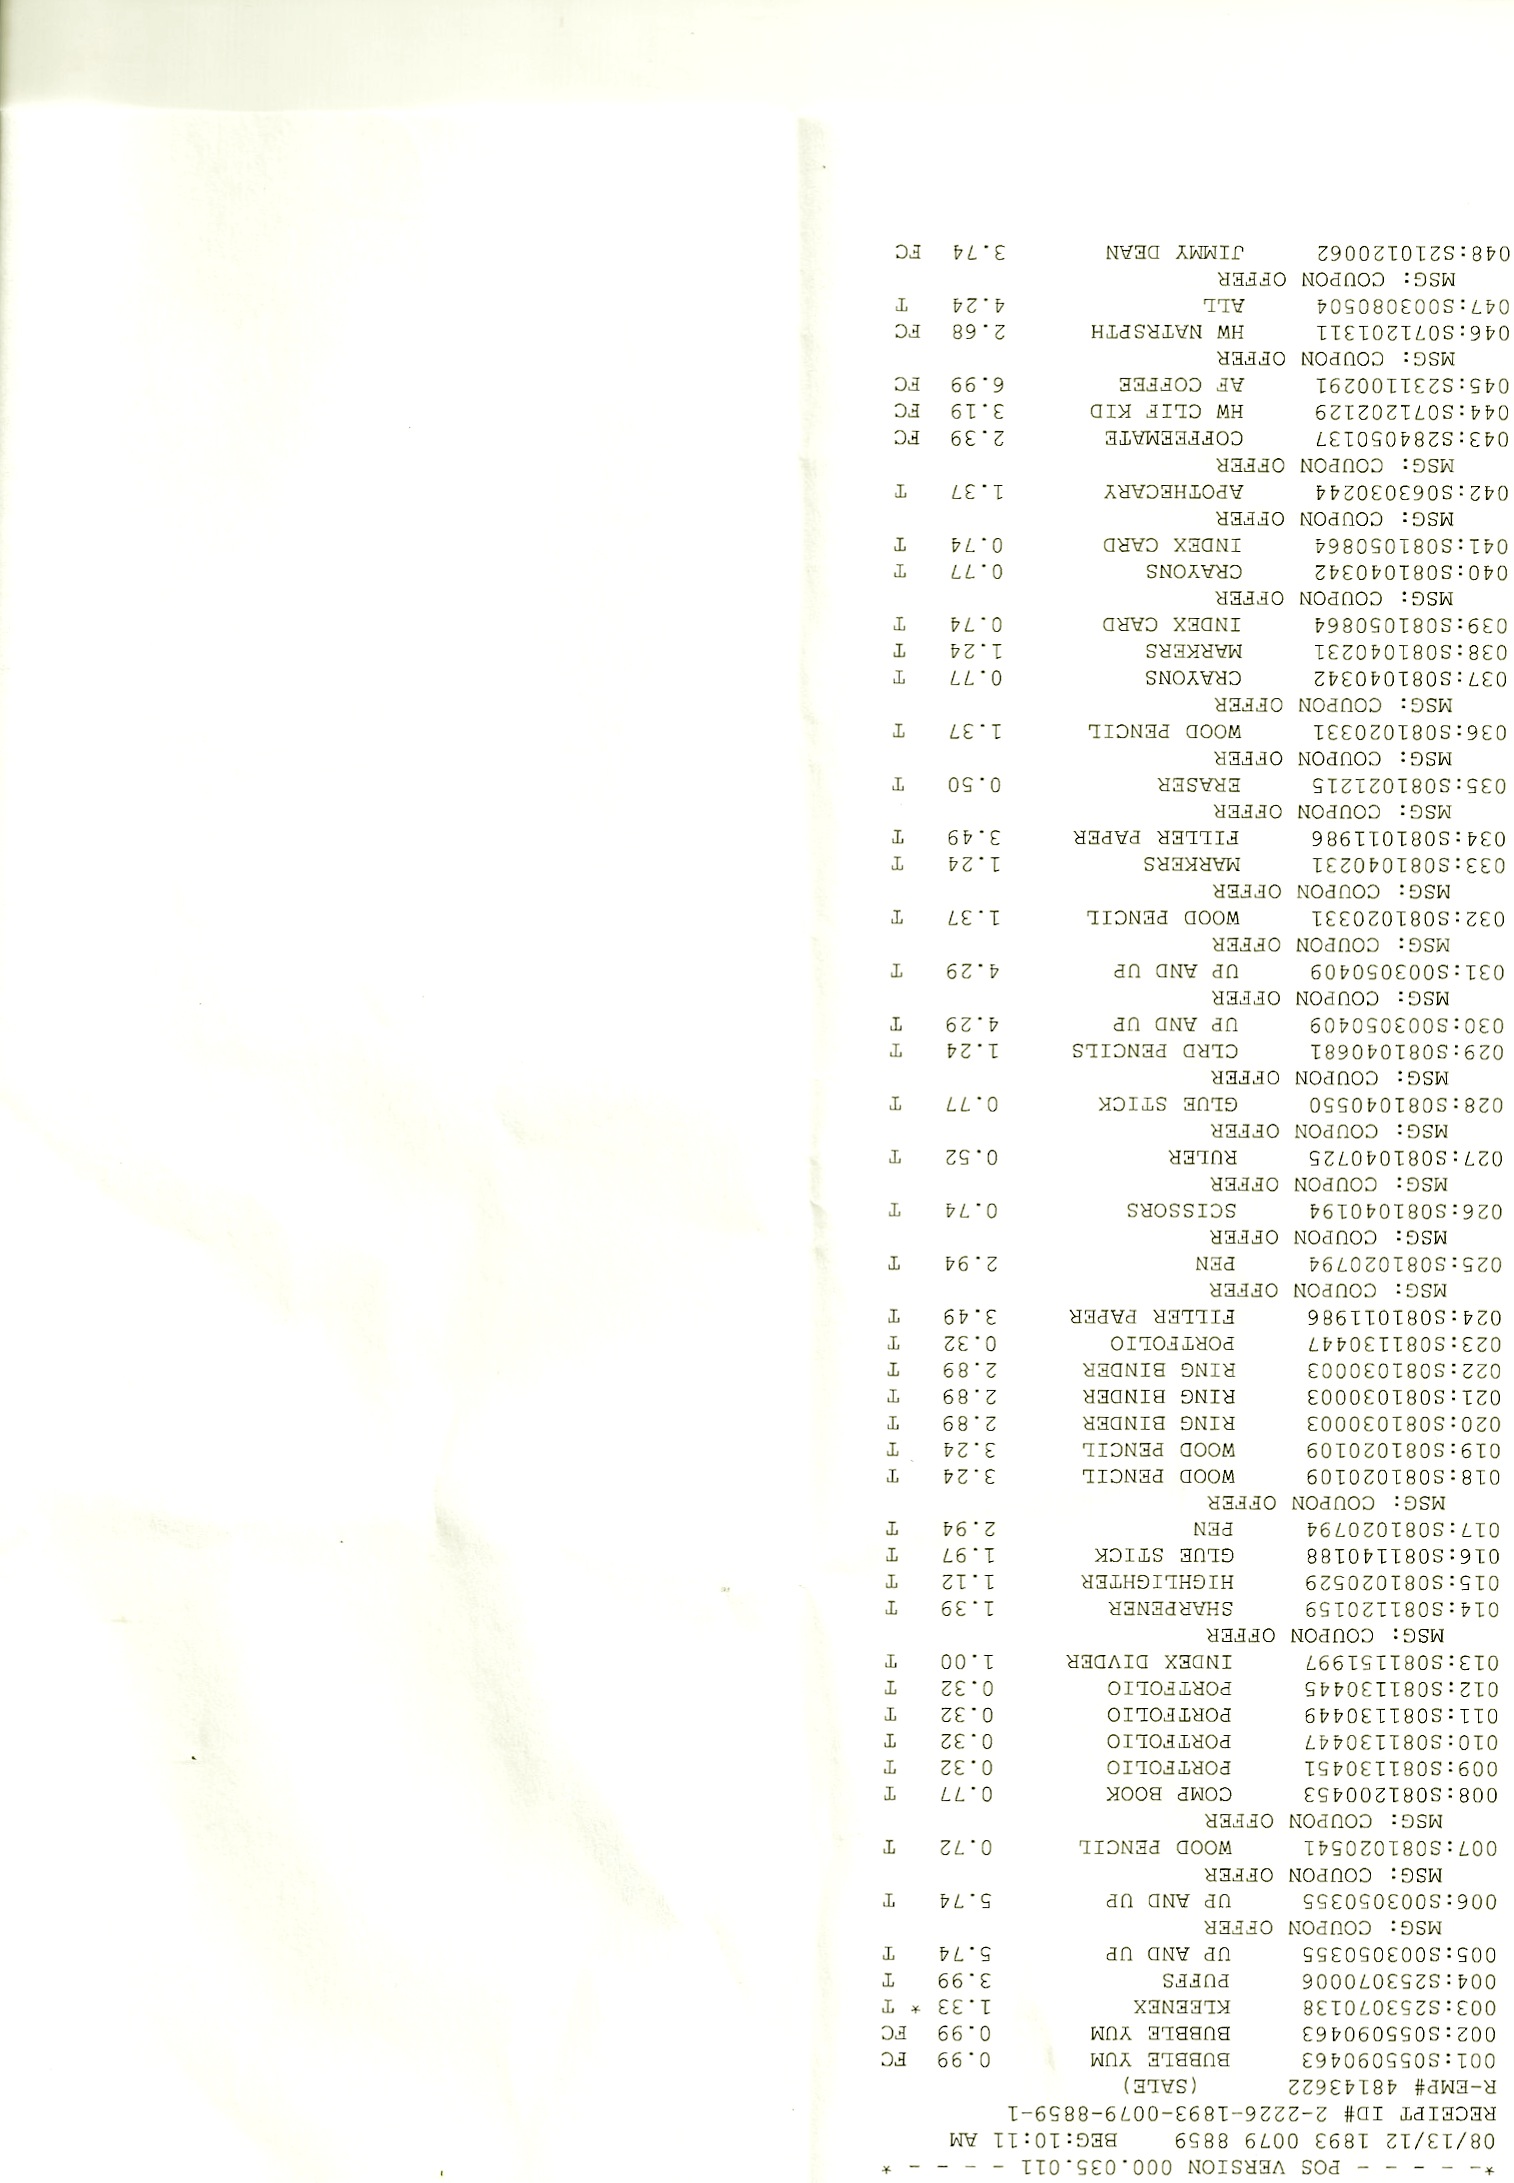 *- - - - - POS VERSION 000.035.011 - - - - *
08/13/12 1893 0079 8859 BEG:10:11 AM
RECEIPT ID# 2-2226-1893-0079-8859-1
R-EMP# 48143622 (SALE)
001:S055090463 BUBBLE YUM 0.99 FC
002:S055090463 BUBBLE YUM 0.99 FC
003:S253070138 KLEENEX 1.33 * T
004:S253070006 PUFFS 3.99 T
005:S003050355 UP AND UP 5.74 T
MSG: COUPON OFFER
006:S003050355 UP AND UP 5.74 T
MSG: COUPON OFFER
007:S081020541 WOOD PENCIL 0.72 T
MSG: COUPON OFFER
008:S081200453 COMP BOOK 0.77 T
009:S081130451 PORTFOLIO 0.32 T
010:S081130447 PORTFOLIO 0.32 T
011:S081130449 PORTFOLIO 0.32 T
012:S081130445 PORTFOLIO 0.32 T
013:S081151997 INDEX DIVDER 1.00 T
MSG: COUPON OFFER
014:S081120159 SHARPENER 1.39 T
015:S081020529 HIGHLIGHTER 1.12 T
016:S081140188 GLUE STICK 1.97 T
017:S081020794 PEN 2.94 T
MSG: COUPON OFFER
018:S081020109 WOOD PENCIL 3.24 T
019:S081020109 WOOD PENCIL 3.24 T
020:S081030003 RING BINDER 2.89 T
021:S081030003 RING BINDER 2.89 T
022:S081030003 RING BINDER 2.89 T
023:S081130447 PORTFOLIO 0.32 T
024:S081011986 FILLER PAPER 3.49 T
MSG: COUPON OFFER
025:S081020794 PEN 2.94 T
MSG: COUPON OFFER
026:S081040194 SCISSORS 0.74 T
MSG: COUPON OFFER
027:S081040725 RULER 0.52 T
MSG: COUPON OFFER
028:S081040550 GLUE STICK 0.77 T
MSG: COUPON OFFER
029:S081040681 CLRD PENCILS 1.24 T
030:S003050409 UP AND UP 4.29 T
MSG: COUPON OFFER
031:S003050409 UP AND UP 4.29 T
MSG: COUPON OFFER
032:S081020331 WOOD PENCIL 1.37 T
MSG: COUPON OFFER
033:S081040231 MARKERS 1.24 T
034:S081011986 FILLER PAPER 3.49 T
MSG: COUPON OFFER
035:S081021215 ERASER 0.50 T
MSG: COUPON OFFER
036:S081020331 WOOD PENCIL 1.37 T
MSG: COUPON OFFER
037:S081040342 CRAYONS 0.77 T
038:S081040231 MARKERS 1.24 T
039:S081050864 INDEX CARD 0.74 T
MSG: COUPON OFFER
040:S081040342 CRAYONS 0.77 T
041:S081050864 INDEX CARD 0.74 T
MSG: COUPON OFFER
042:S063030244 APOTHECARY 1.37 T
MSG: COUPON OFFER
043:S284050137 COFFEEMATE 2.39 FC
044:S071202129 HW CLIF KID 3.19 FC
045:S231100291 AF COFFEE 6.99 FC
MSG: COUPON OFFER
046:S071201311 HW NATRSPTH 2.68 FC
047:S003080504 ALL 4.24 T
MSG: COUPON OFFER
048:S210120062 JIMMY DEAN 3.74 FC